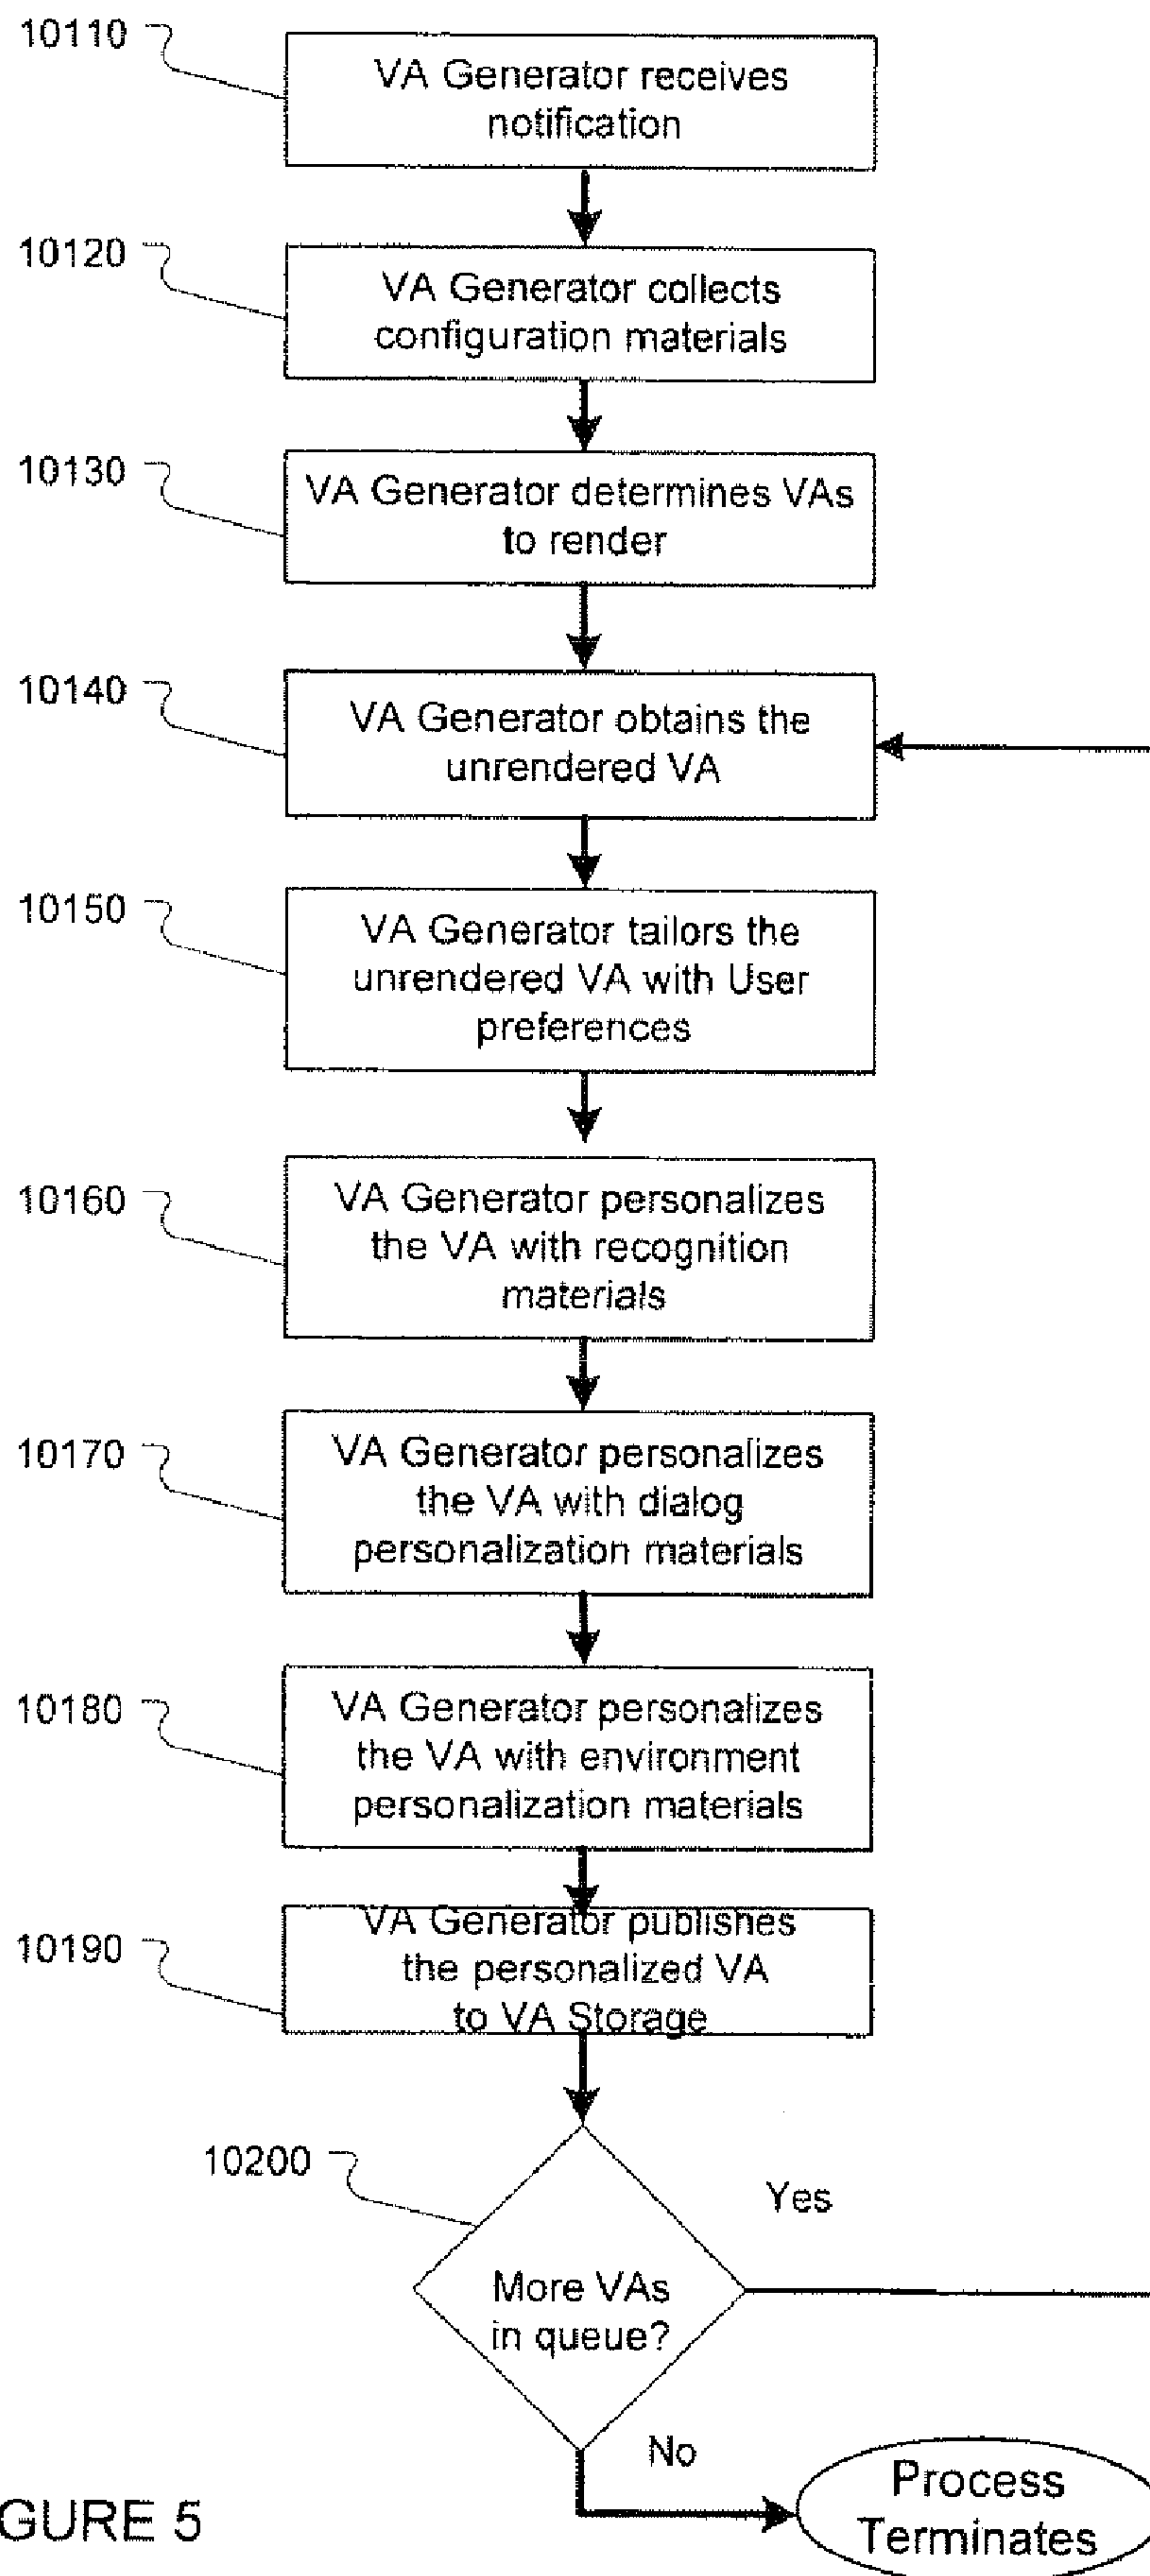 10110
VA Generator receives
notification
10120
VA Generator collects
configuration materials
10130
VA Generator determines VAs
to render
10140
VA Generator obtains the
unrendered VA
10150
VA Generator tailors the
unrendered VA with User
preferences
10160
VA Generator personalizes
the VA with recognition
materials
10170
VA Generator personalizes
the VA with dialog
personalization materials
10180
VA Generator personalizes
the VA with environment
personalization materials
10190
VA Generator publishes
the personalized VA
to VA Storage
10200
Yes
More VAs
in queue?
No
Process
Terminates
GURE 5